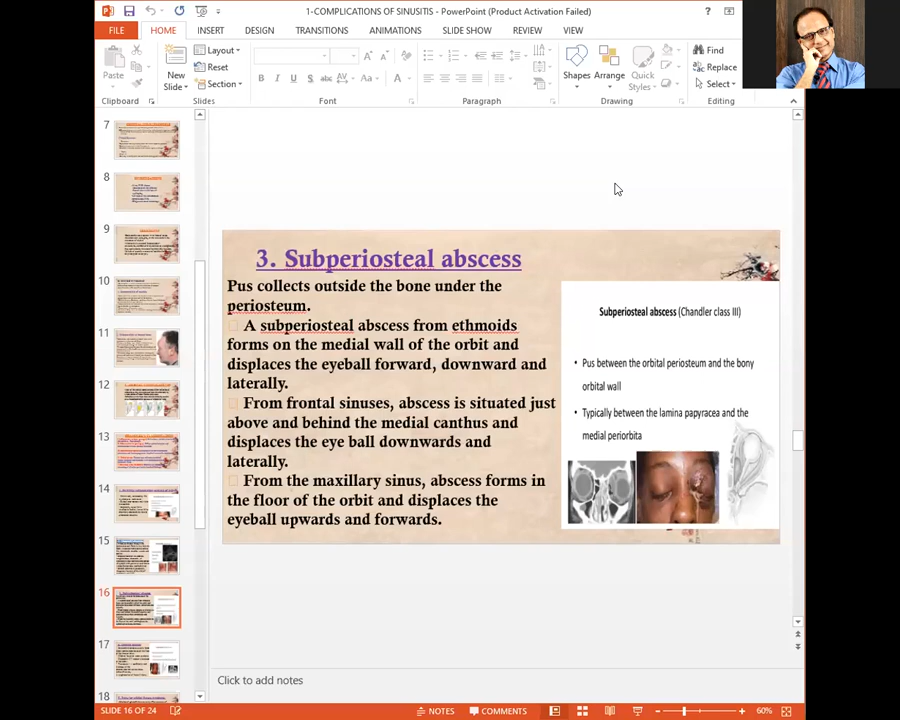 1-COMPLICATIONS OF SINUSITIS - PowerPoint (Product Activation Failed)
FILE HOME INSERT DESIGN TRANSITIONS ANIMATIONS SLIDE SHOW REVIEW VIEW
Paste
New
Slide
Layout
Reset
Section
B I U S abc AV Aa A
Shapes
Arrange
Quick
Styles
Find
Replace
Select
Clipboard Slides Font Paragraph Drawing Editing
7
8
9
10
11
12
13
14
15
16
17
18
3. Subperiosteal abscess
Pus collects outside the bone under the
periosteum.
A subperiosteal abscess from ethmoids
forms on the medial wall of the orbit and
displaces the eyeball forward, downward and
laterally.
From frontal sinuses, abscess is situated just
above and behind the medial canthus and
displaces the eye ball downwards and
laterally.
From the maxillary sinus, abscess forms in
the floor of the orbit and displaces the
eyeball upwards and forwards.
Subperiosteal abscess (Chandler class III)
• Pus between the orbital periosteum and the bony
orbital wall
• Typically between the lamina papyracea and the
medial periorbita
Click to add notes
SLIDE 16 OF 24 NOTES COMMENTS 60%